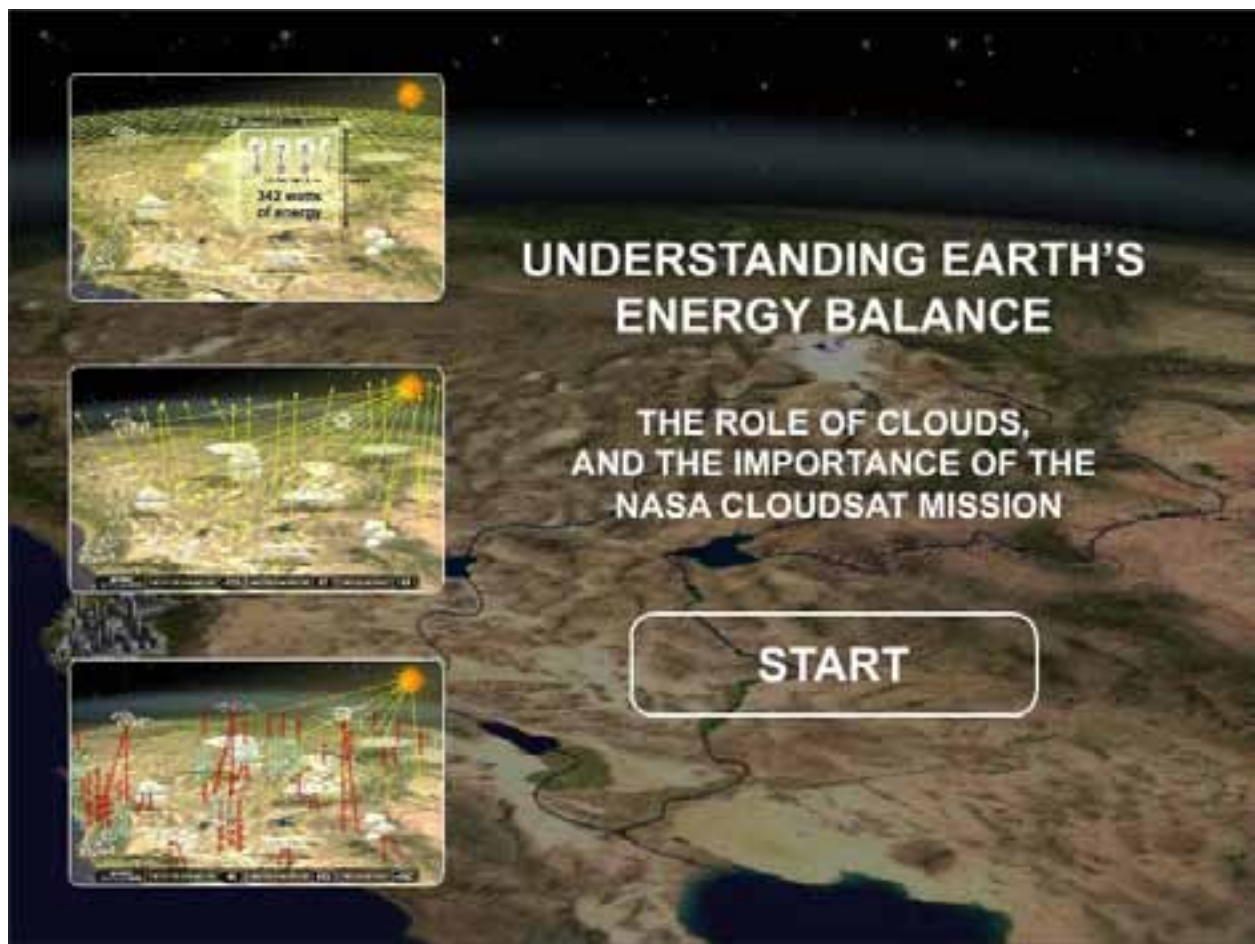 342 watts
of energy
UNDERSTANDING EARTH'S
ENERGY BALANCE
THE ROLE OF CLOUDS,
AND THE IMPORTANCE OF THE
NASA CLOUDSAT MISSION
START